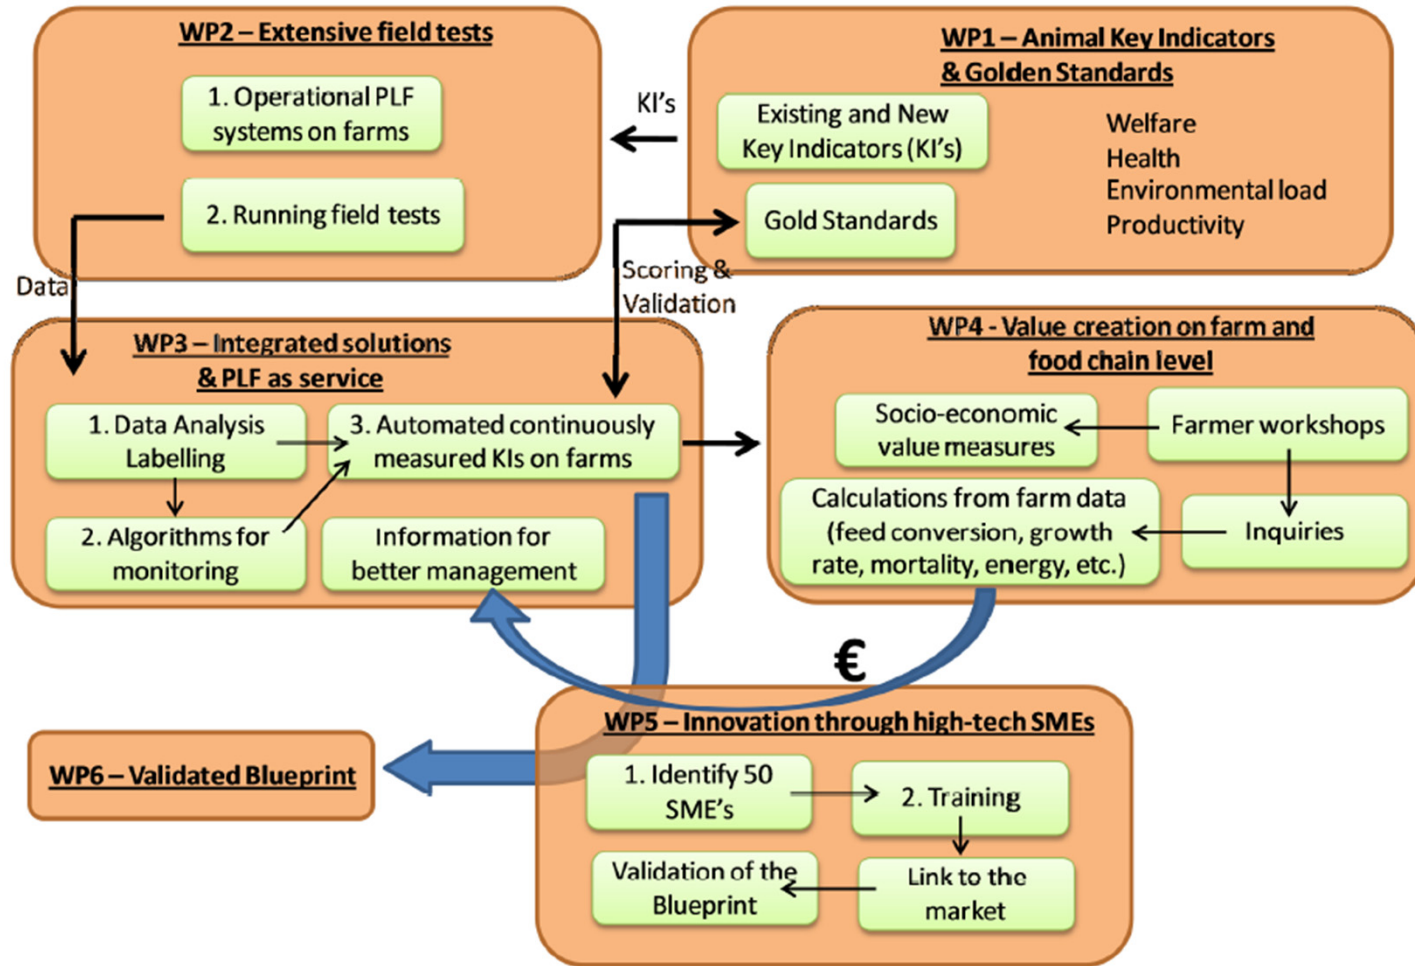 WP2 – Extensive field tests
1. Operational PLF
systems on farms
2. Running field tests
KI's
WP1 – Animal Key Indicators
& Golden Standards
Existing and New
Key Indicators (KI's)
Gold Standards
Welfare
Health
Environmental load
Productivity
Data
Scoring &
Validation
WP3 – Integrated solutions
& PLF as service
1. Data Analysis
Labelling
3. Automated continuously
measured KIs on farms
2. Algorithms for
monitoring
Information for
better management
WP4 - Value creation on farm and
food chain level
Socio-economic
value measures
Farmer workshops
Calculations from farm data
(feed conversion, growth
rate, mortality, energy, etc.)
Inquiries
€
WP5 – Innovation through high-tech SMEs
1. Identify 50
SME's
2. Training
Validation of the
Blueprint
Link to the
market
WP6 – Validated Blueprint